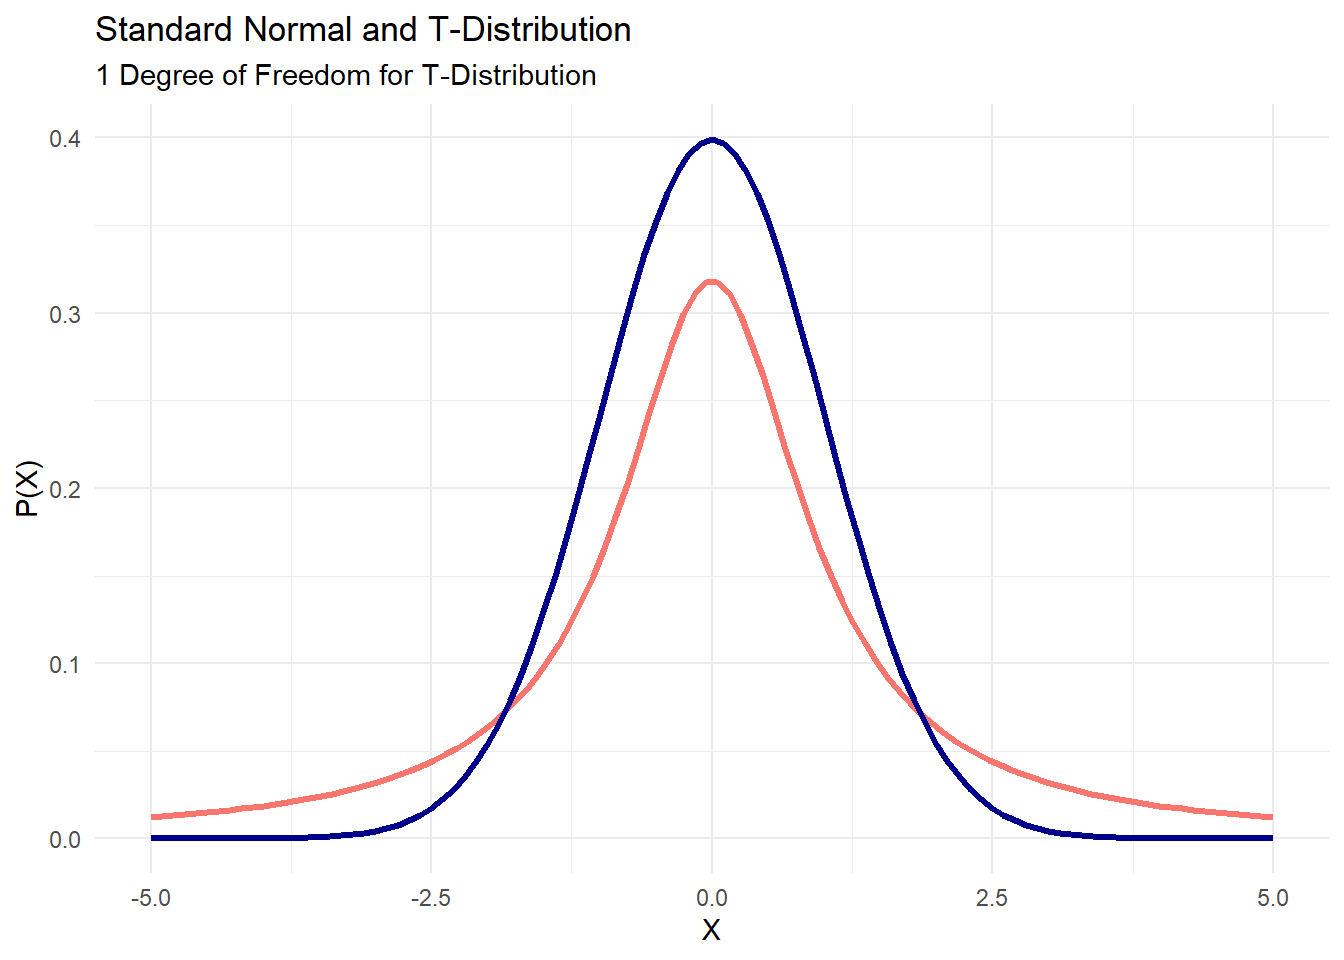 Standard Normal and T-Distribution
1 Degree of Freedom for T-Distribution
0.4
0.3
0.2
0.1
0.0
P(X)
-5.0 -2.5 0.0 2.5 5.0
X